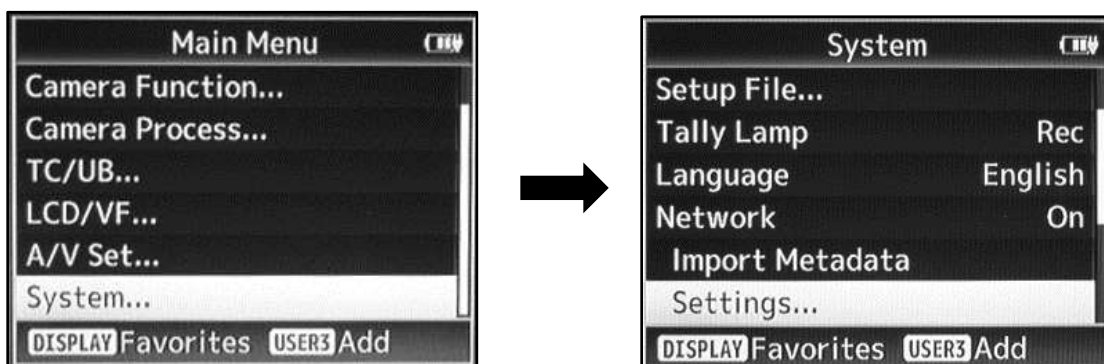 Main Menu
Camera Function...
Camera Process...
TC/UB...
LCD/VF...
A/V Set...
System...
DISPLAY Favorites USER3 Add
System
Setup File...
Tally Lamp Rec
Language English
Network On
Import Metadata
Settings...
DISPLAY Favorites USER3 Add